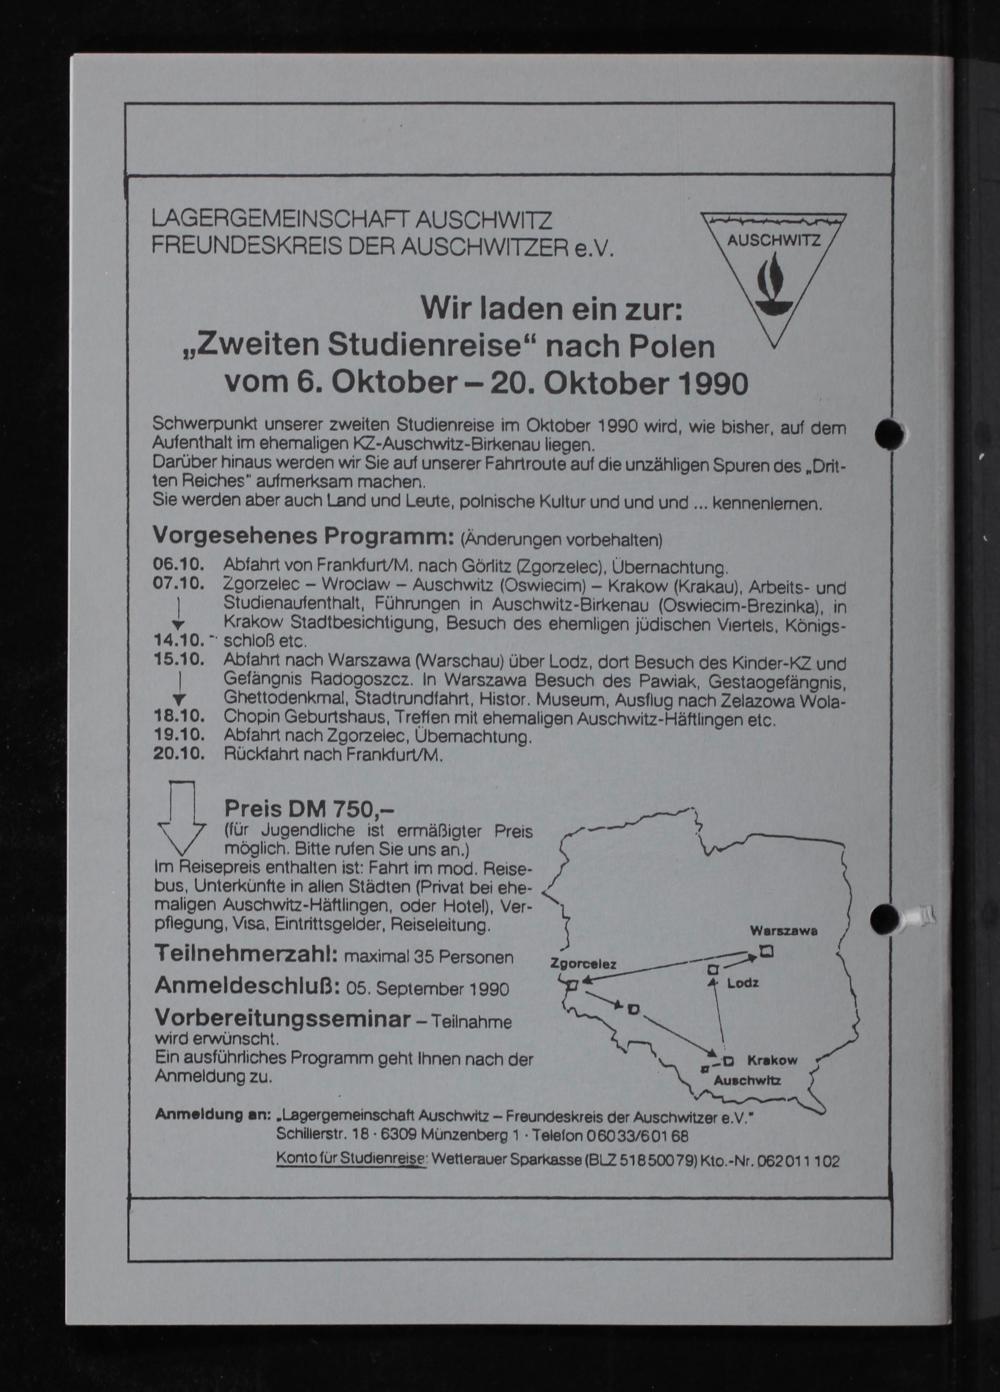 LAGERGEMEINSCHAFT AUSCHWITZ
FREUNDESKREIS DER AUSCHWITZER e.V.
AUSCHWITZ
Wir laden ein zur:
„Zweiten Studienreise“ nach Polen
vom 6. Oktober – 20. Oktober 1990
Schwerpunkt unserer zweiten Studienreise im Oktober 1990 wird, wie bisher, auf dem
Aufenthalt im ehemaligen KZ-Auschwitz-Birkenau liegen.
Darüber hinaus werden wir Sie auf unserer Fahrtroute auf die unzähligen Spuren des „Drit-
ten Reiches“ aufmerksam machen.
Sie werden aber auch Land und Leute, polnische Kultur und und und ... kennenlernen.
Vorgesehenes Programm: (Änderungen vorbehalten)
06.10. Abfahrt von Frankfurt/M. nach Görlitz (Zgorzelec), Übernachtung.
07.10. Zgorzelec – Wroclaw – Auschwitz (Oswiecim) – Krakow (Krakau), Arbeits- und
Studienaufenthalt, Führungen in Auschwitz-Birkenau (Oswiecim-Brezinka), in
Krakow Stadtbesichtigung, Besuch des ehemligen jüdischen Viertels, Königs-
14.10. schloß etc.
15.10. Abfahrt nach Warszawa (Warschau) über Lodz, dort Besuch des Kinder-KZ und
Gefängnis Radogoszcz. In Warszawa Besuch des Pawiak, Gestaogefängnis,
Ghettodenkmal, Stadtrundfahrt, Histor. Museum, Ausflug nach Zelazowa Wola-
18.10. Chopin Geburtshaus, Treffen mit ehemaligen Auschwitz-Häftlingen etc.
19.10. Abfahrt nach Zgorzelec, Übernachtung.
20.10. Rückfahrt nach Frankfurt/M.
Preis DM 750,–
(für Jugendliche ist ermäßigter Preis
möglich. Bitte rufen Sie uns an.)
Im Reisepreis enthalten ist: Fahrt im mod. Reise-
bus, Unterkünfte in allen Städten (Privat bei ehe-
maligen Auschwitz-Häftlingen, oder Hotel), Ver-
pflegung, Visa, Eintrittsgelder, Reiseleitung.
Teilnehmerzahl: maximal 35 Personen
Anmeldeschluß: 05. September 1990
Vorbereitungsseminar – Teilnahme
wird erwünscht.
Ein ausführliches Programm geht Ihnen nach der
Anmeldung zu.
Warszawa
Zgorcelez
Lodz
Krakow
Auschwitz
Anmeldung an: „Lagergemeinschaft Auschwitz – Freundeskreis der Auschwitzer e.V.“
Schillerstr. 18 · 6309 Münzenberg 1 · Telefon 0 60 33/6 01 68
Konto für Studienreise: Wetterauer Sparkasse (BLZ 518 500 79) Kto.-Nr. 062 011 102